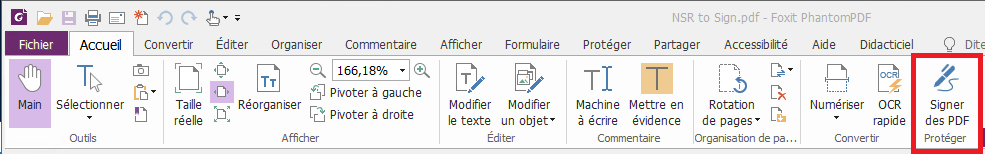 NSR to Sign.pdf - Foxit PhantomPDF
Fichier Accueil Convertir Éditer Organiser Commentaire Afficher Formulaire Protéger Partager Accessibilité Aide Didacticiel Dite
Main
Sélectionner
Outils
Taille réelle
Réorganiser
166,18%
Pivoter à gauche
Pivoter à droite
Afficher
Modifier le texte
Modifier un objet
Éditer
Machine à écrire
Mettre en évidence
Commentaire
Rotation de pages
Organisation de pa...
Numériser
OCR
OCR rapide
Convertir
Signer des PDF
Protéger